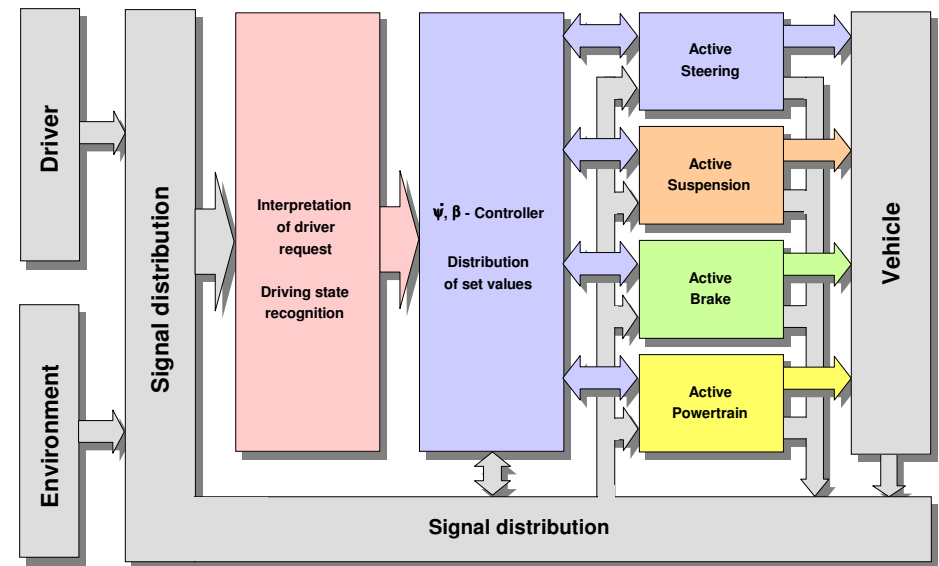 Driver
Environment
Signal distribution
Interpretation
of driver
request
Driving state
recognition
ψ̇, β - Controller
Distribution
of set values
Active
Steering
Active
Suspension
Active
Brake
Active
Powertrain
Vehicle
Signal distribution